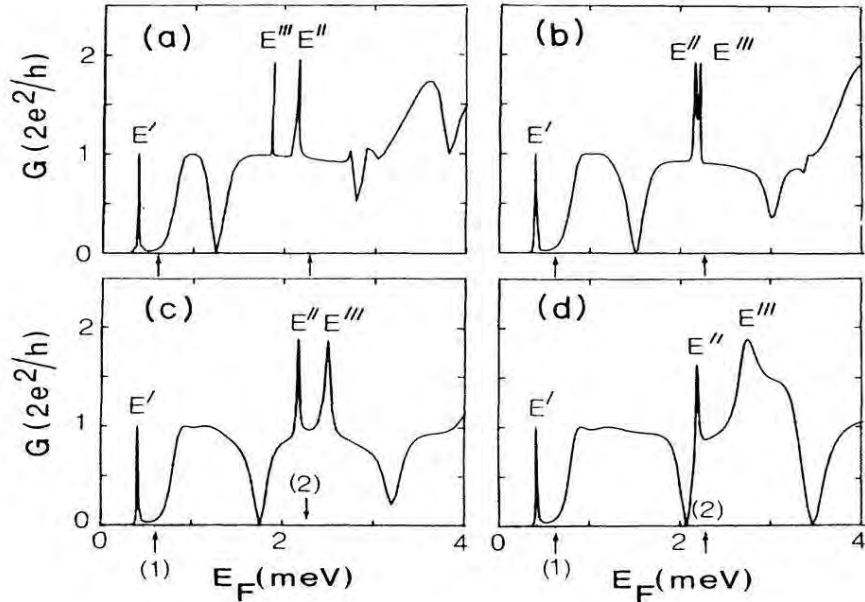 (a)
E''' E''
E'
G(2e²/h)
2
1
0
(b)
E'' E'''
E'
(c)
E'' E'''
E'
(2)
G(2e²/h)
2
1
0
0
2
4
(1)
E_F(meV)
(d)
E'''
E''
E'
(2)
0
2
4
(1)
E_F(meV)